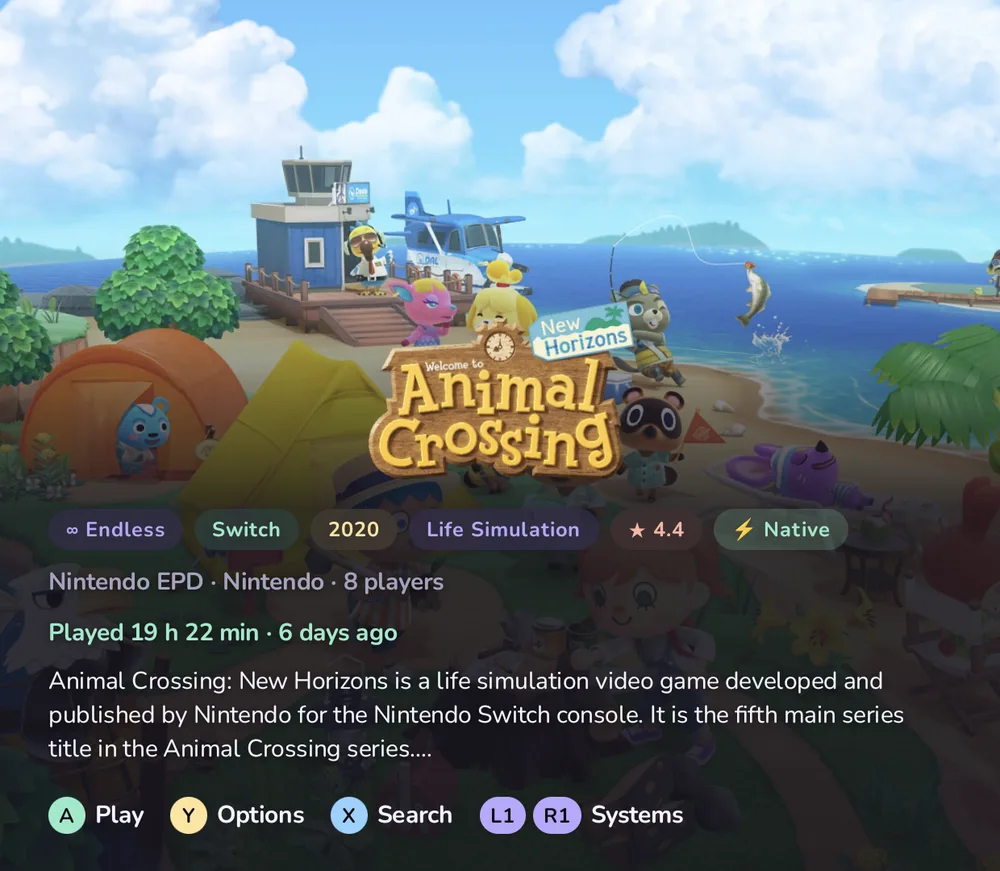 New
Horizons
Welcome to
Animal
Crossing
DAL
∞ Endless
Switch
2020
Life Simulation
★ 4.4
⚡ Native
Nintendo EPD · Nintendo · 8 players
Played 19 h 22 min · 6 days ago
Animal Crossing: New Horizons is a life simulation video game developed and
published by Nintendo for the Nintendo Switch console. It is the fifth main series
title in the Animal Crossing series....
A Play Y Options X Search L1 R1 Systems